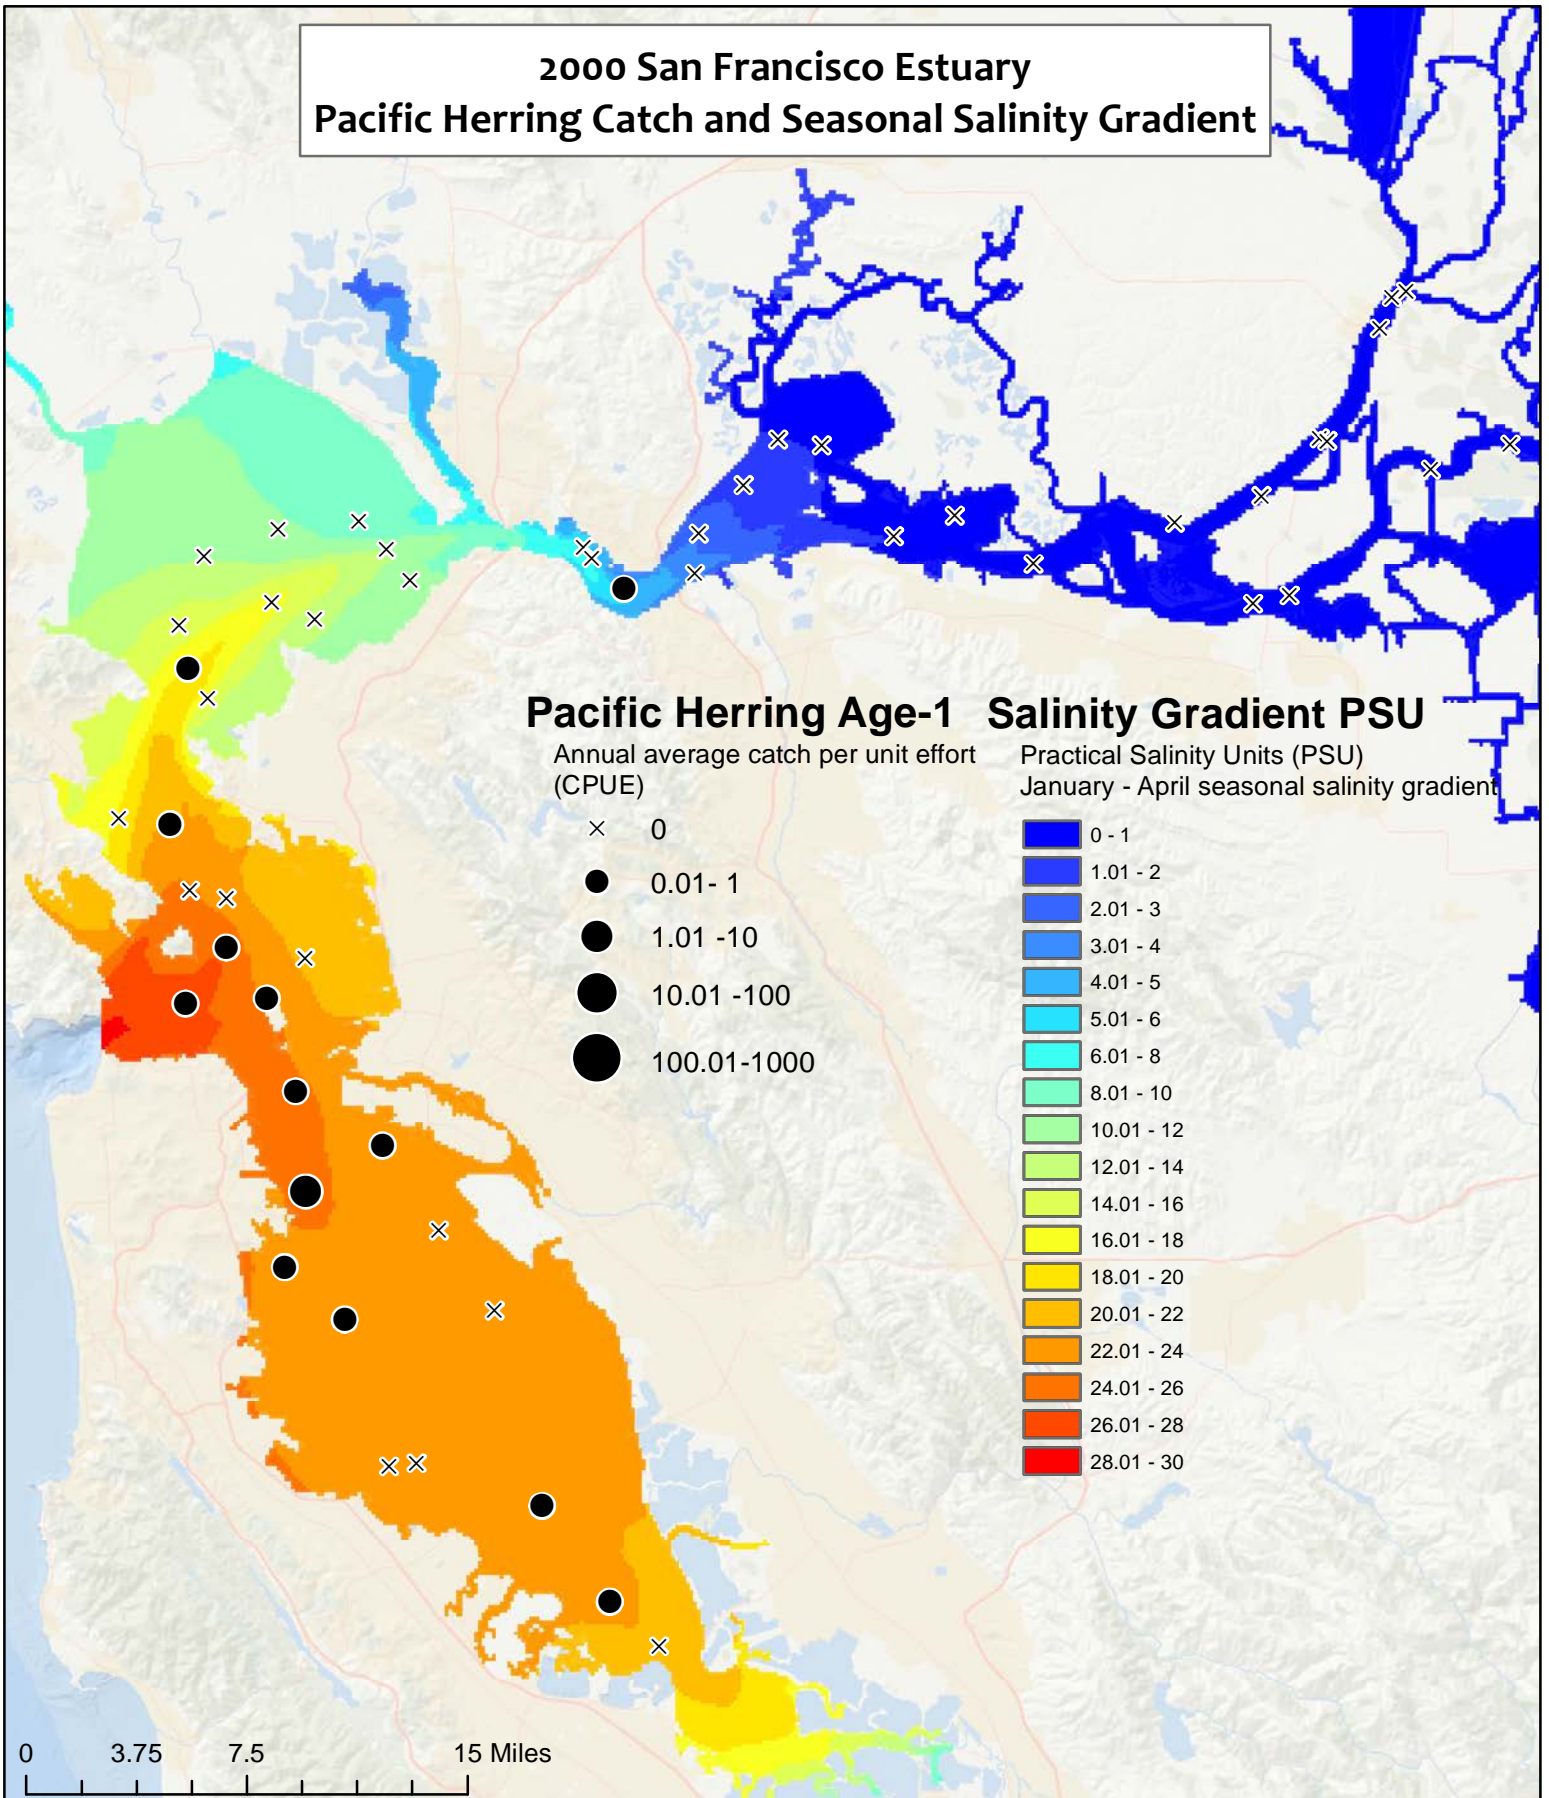 2000 San Francisco Estuary
Pacific Herring Catch and Seasonal Salinity Gradient
Pacific Herring Age-1
Annual average catch per unit effort
(CPUE)
0
0.01- 1
1.01 -10
10.01 -100
100.01-1000
Salinity Gradient PSU
Practical Salinity Units (PSU)
January - April seasonal salinity gradient
0 - 1
1.01 - 2
2.01 - 3
3.01 - 4
4.01 - 5
5.01 - 6
6.01 - 8
8.01 - 10
10.01 - 12
12.01 - 14
14.01 - 16
16.01 - 18
18.01 - 20
20.01 - 22
22.01 - 24
24.01 - 26
26.01 - 28
28.01 - 30
0 3.75 7.5 15 Miles